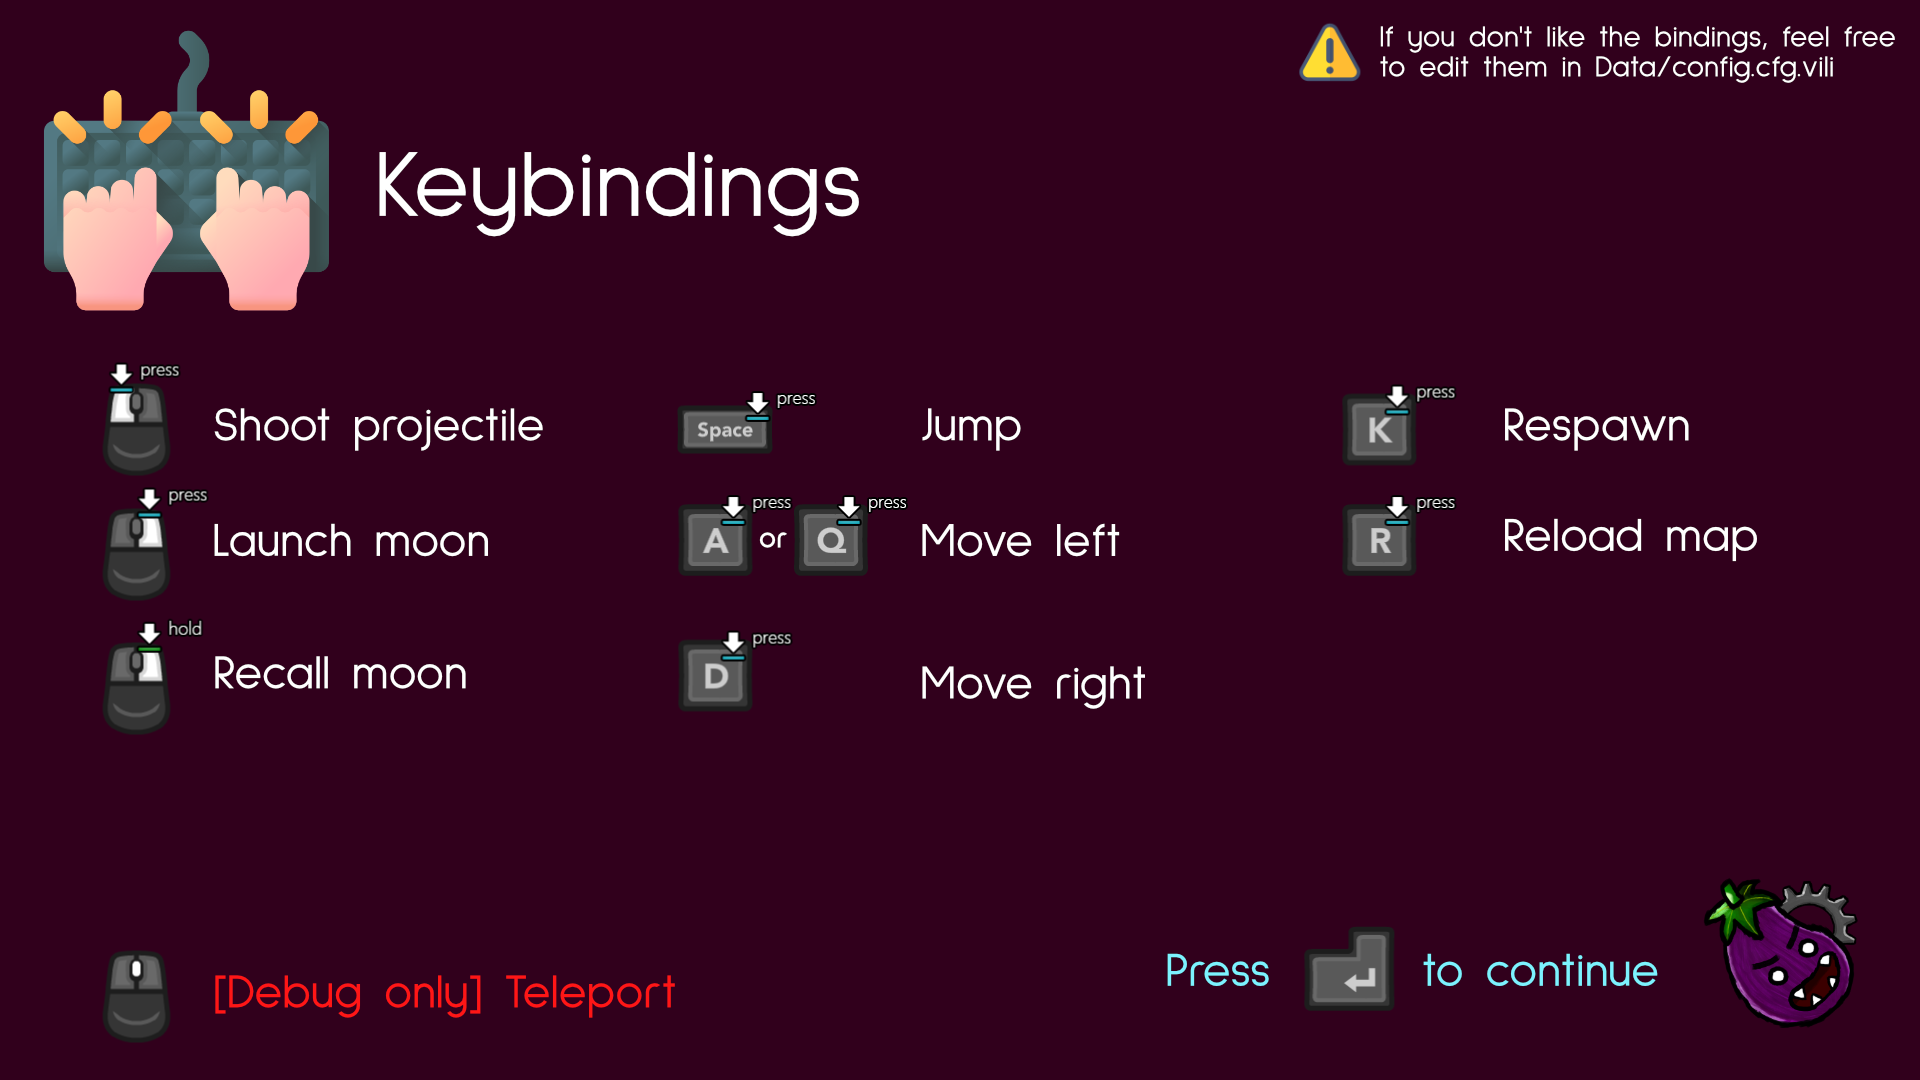 If you don't like the bindings, feel free
to edit them in Data/config.cfg.vili
Keybindings
press
Shoot projectile
press
Space
Jump
press
K
Respawn
press
Launch moon
press
A
or
press
Q
Move left
press
R
Reload map
hold
Recall moon
press
D
Move right
[Debug only] Teleport
Press
to continue